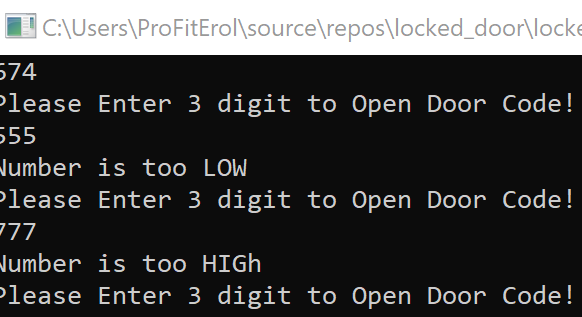 C:\Users\ProFitErol\source\repos\locked_door\locke
674
Please Enter 3 digit to Open Door Code!
555
Number is too LOW
Please Enter 3 digit to Open Door Code!
777
Number is too HIGh
Please Enter 3 digit to Open Door Code!